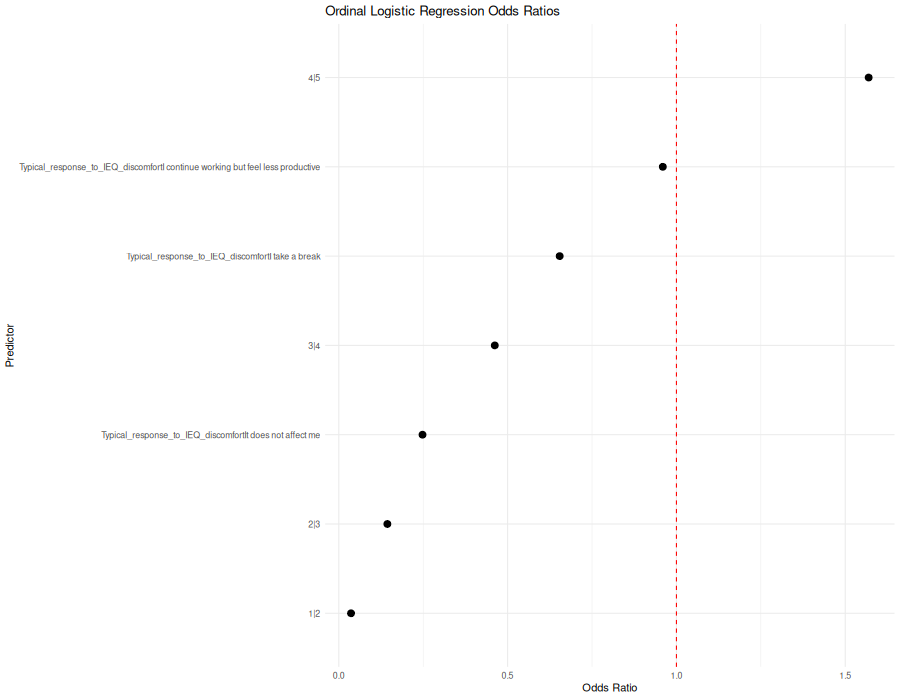 Ordinal Logistic Regression Odds Ratios
4|5
Typical_response_to_IEQ_discomfortI continue working but feel less productive
Typical_response_to_IEQ_discomfortI take a break
3|4
Typical_response_to_IEQ_discomfortIt does not affect me
2|3
1|2
Predictor
0.0 0.5 1.0 1.5
Odds Ratio